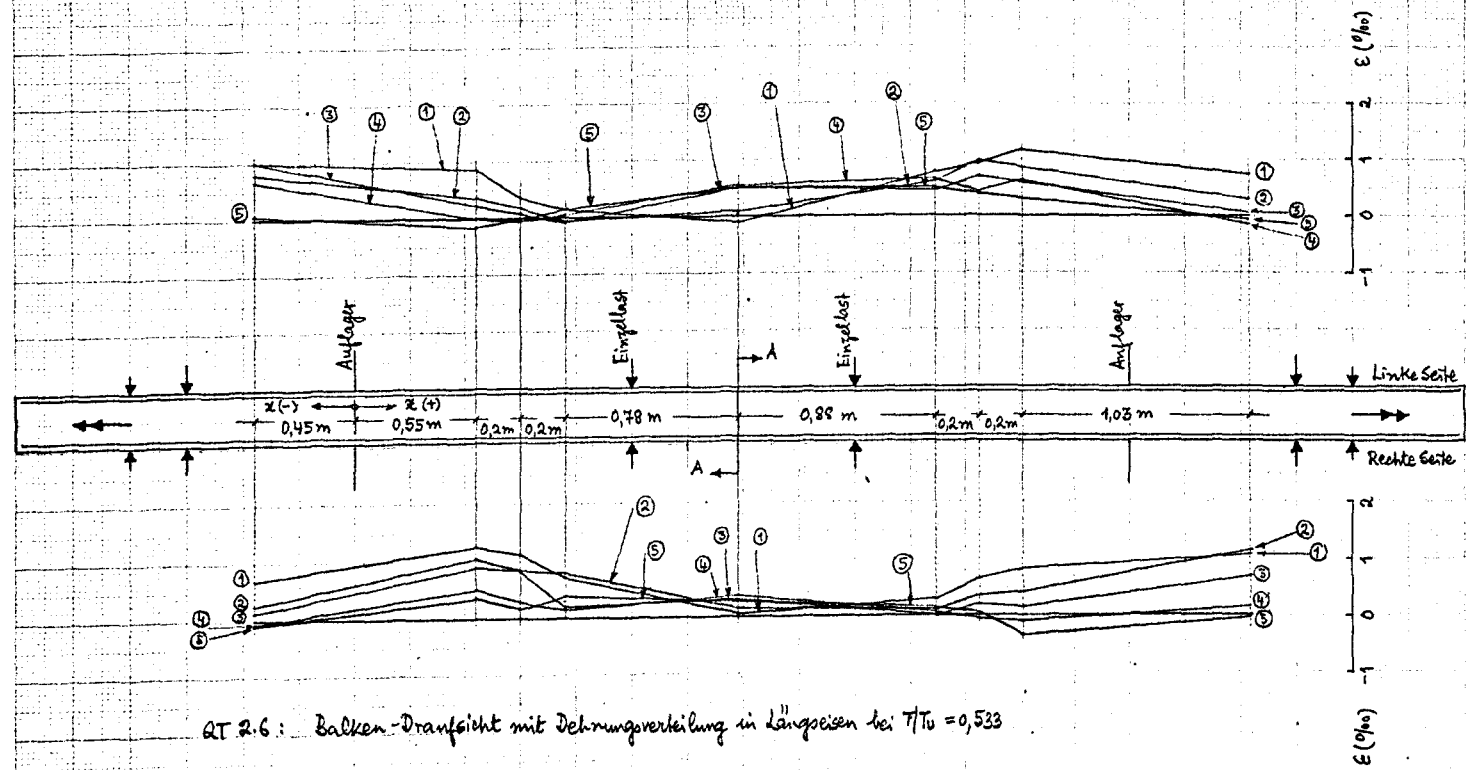 ε (‰)
③ ④ ① ② ⑤ ③ ① ④ ② ⑤
2
1
0
-1
⑤
①
②
③
⑤
④
Auflager
Einzellast
A
Einzellast
Auflager
Linke Seite
x(-) x(+)
0,45 m 0,55 m 0,2m 0,2m 0,78 m 0,88 m 0,2m 0,2m 1,03 m
A
Rechte Seite
② ⑤ ④ ③ ① ⑤
2
1
0
-1
①
②
④ ③
⑤
②
①
③
④
⑤
QT 2.6 : Balken-Draufsicht mit Dehnungsverteilung in Längseisen bei T/Tu = 0,533
ε (‰)